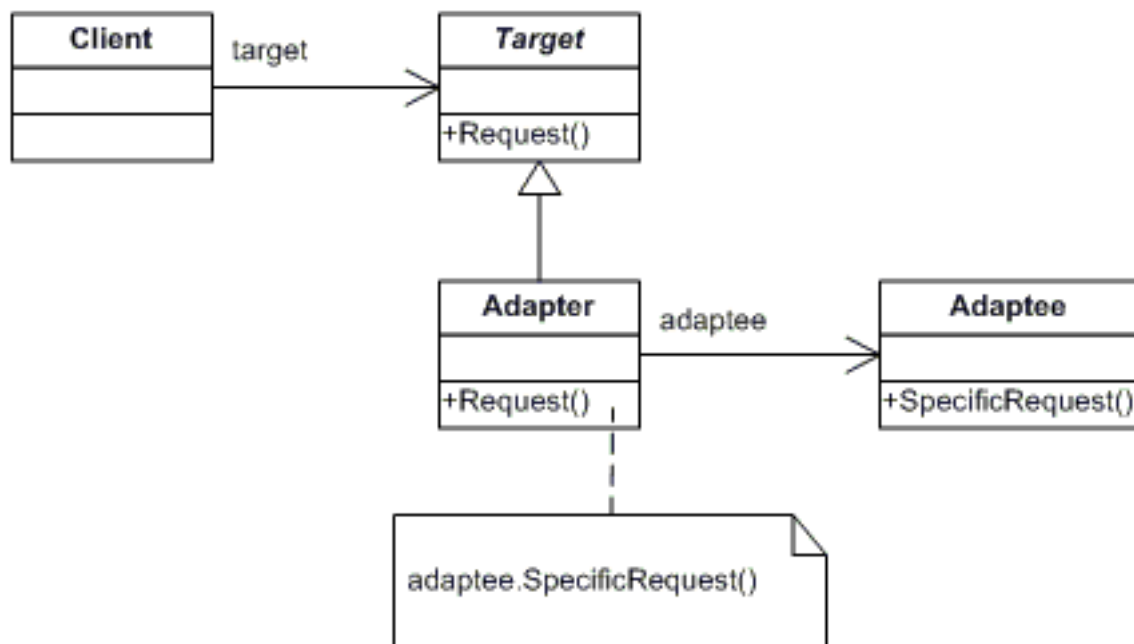 Client
target
Target
+Request()
Adapter
adaptee
Adaptee
+Request()
+SpecificRequest()
adaptee.SpecificRequest()